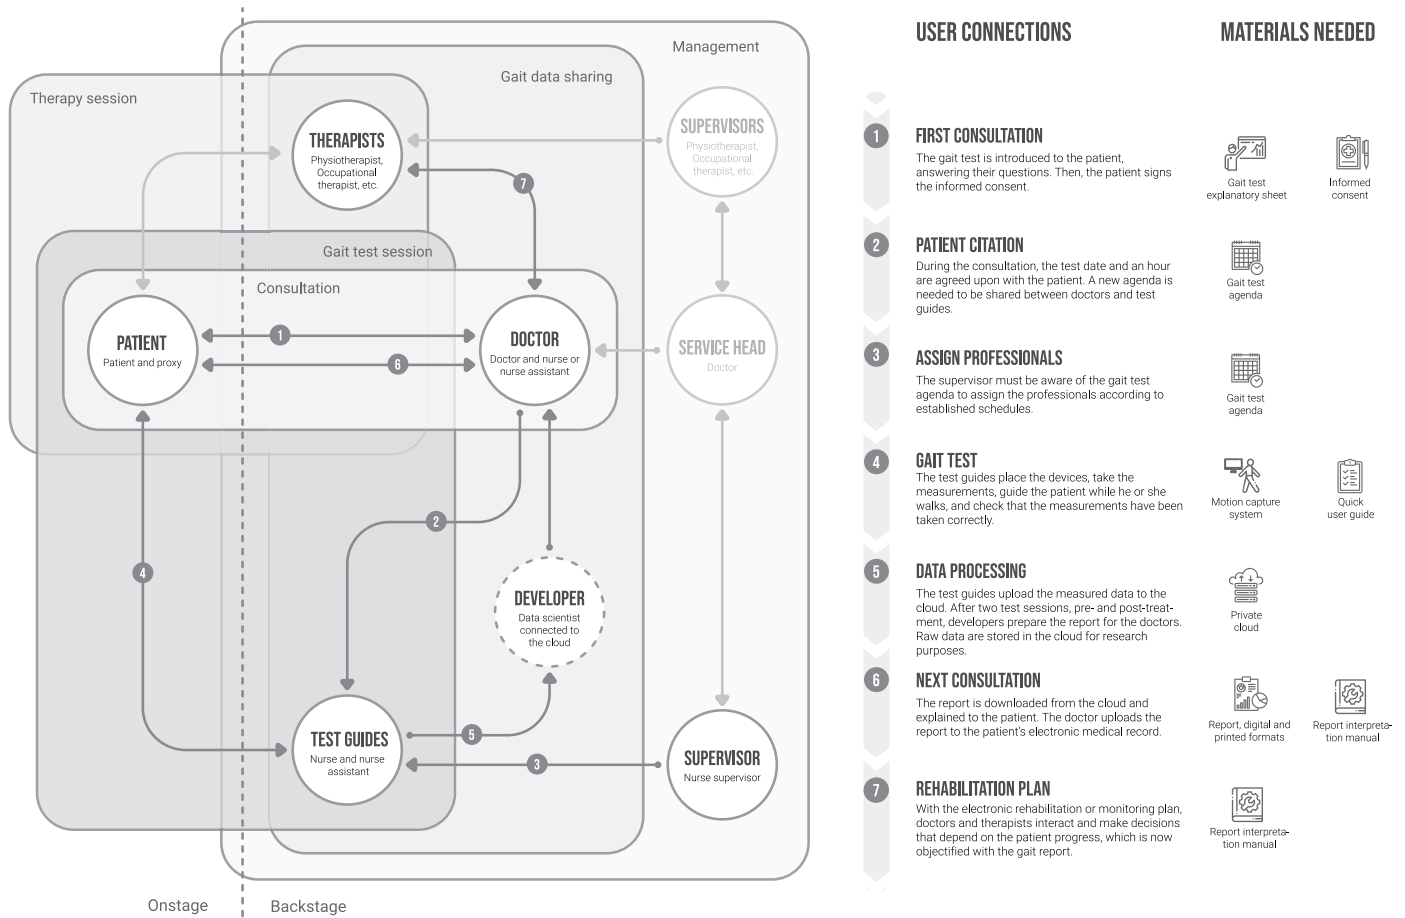 Management
Gait data sharing
Therapy session
THERAPISTS
Physiotherapist,
Occupational
therapist, etc.
SUPERVISORS
Physiotherapist,
Occupational
therapist, etc.
7
Gait test session
Consultation
PATIENT
Patient and proxy
1
6
DOCTOR
Doctor and nurse or
nurse assistant
SERVICE HEAD
Doctor
2
4
DEVELOPER
Data scientist
connected to
the cloud
TEST GUIDES
Nurse and nurse
assistant
5
3
SUPERVISOR
Nurse supervisor
Onstage
Backstage
USER CONNECTIONS
MATERIALS NEEDED
1
FIRST CONSULTATION
The gait test is introduced to the patient,
answering their questions. Then, the patient signs
the informed consent.
Gait test
explanatory sheet
Informed
consent
2
PATIENT CITATION
During the consultation, the test date and an hour
are agreed upon with the patient. A new agenda is
needed to be shared between doctors and test
guides.
Gait test
agenda
3
ASSIGN PROFESSIONALS
The supervisor must be aware of the gait test
agenda to assign the professionals according to
established schedules.
Gait test
agenda
4
GAIT TEST
The test guides place the devices, take the
measurements, guide the patient while he or she
walks, and check that the measurements have been
taken correctly.
Motion capture
system
Quick
user guide
5
DATA PROCESSING
The test guides upload the measured data to the
cloud. After two test sessions, pre- and post-treat-
ment, developers prepare the report for the doctors.
Raw data are stored in the cloud for research
purposes.
Private
cloud
6
NEXT CONSULTATION
The report is downloaded from the cloud and
explained to the patient. The doctor uploads the
report to the patient's electronic medical record.
Report, digital and
printed formats
Report interpreta-
tion manual
7
REHABILITATION PLAN
With the electronic rehabilitation or monitoring plan,
doctors and therapists interact and make decisions
that depend on the patient progress, which is now
objectified with the gait report.
Report interpreta-
tion manual